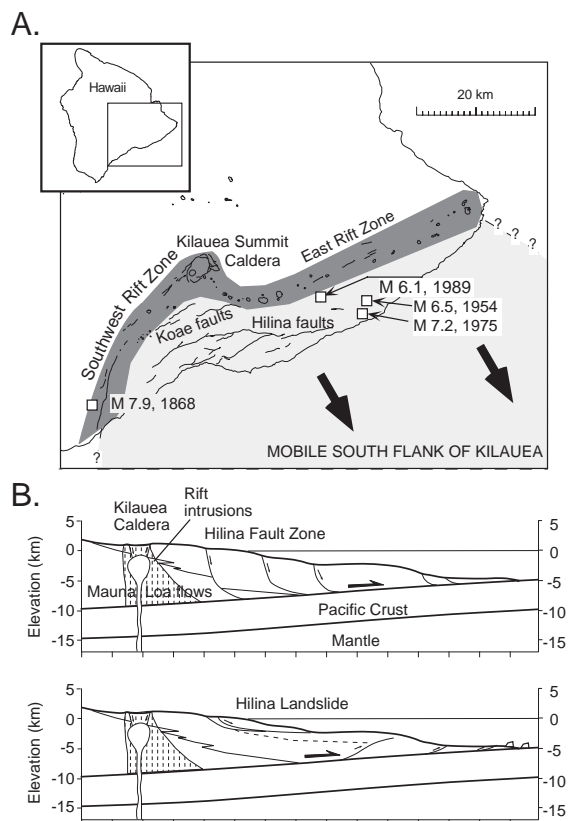 A.
Hawaii
20 km
East Rift Zone
Kilauea Summit
Caldera
Southwest Rift Zone
M 6.1, 1989
M 6.5, 1954
M 7.2, 1975
Koae faults
Hilina faults
M 7.9, 1868
? ? ?
?
MOBILE SOUTH FLANK OF KILAUEA
B.
Kilauea
Caldera
Rift
intrusions
Hilina Fault Zone
Elevation (km)
5
0
-5
-10
-15
5
0
-5
-10
-15
Mauna Loa flows
Pacific Crust
Mantle
Hilina Landslide
Elevation (km)
5
0
-5
-10
-15
5
0
-5
-10
-15